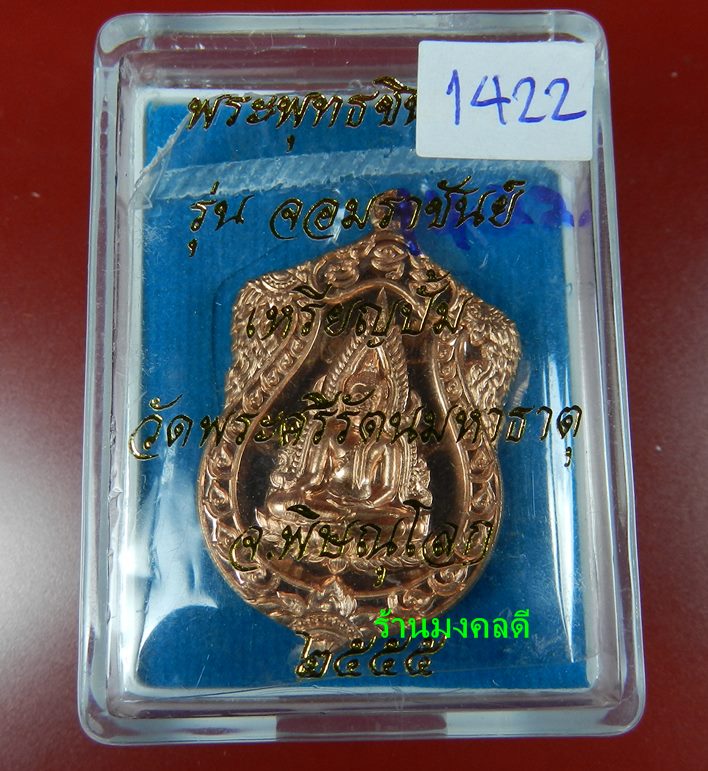 พระพุทธชิน
1422
รุ่น จอมราชันย์
เหรียญปั้ม
วัดพระศรีรัตนมหาธาตุ
จ.พิษณุโลก
ร้านมงคลดี
๒๕๕๕